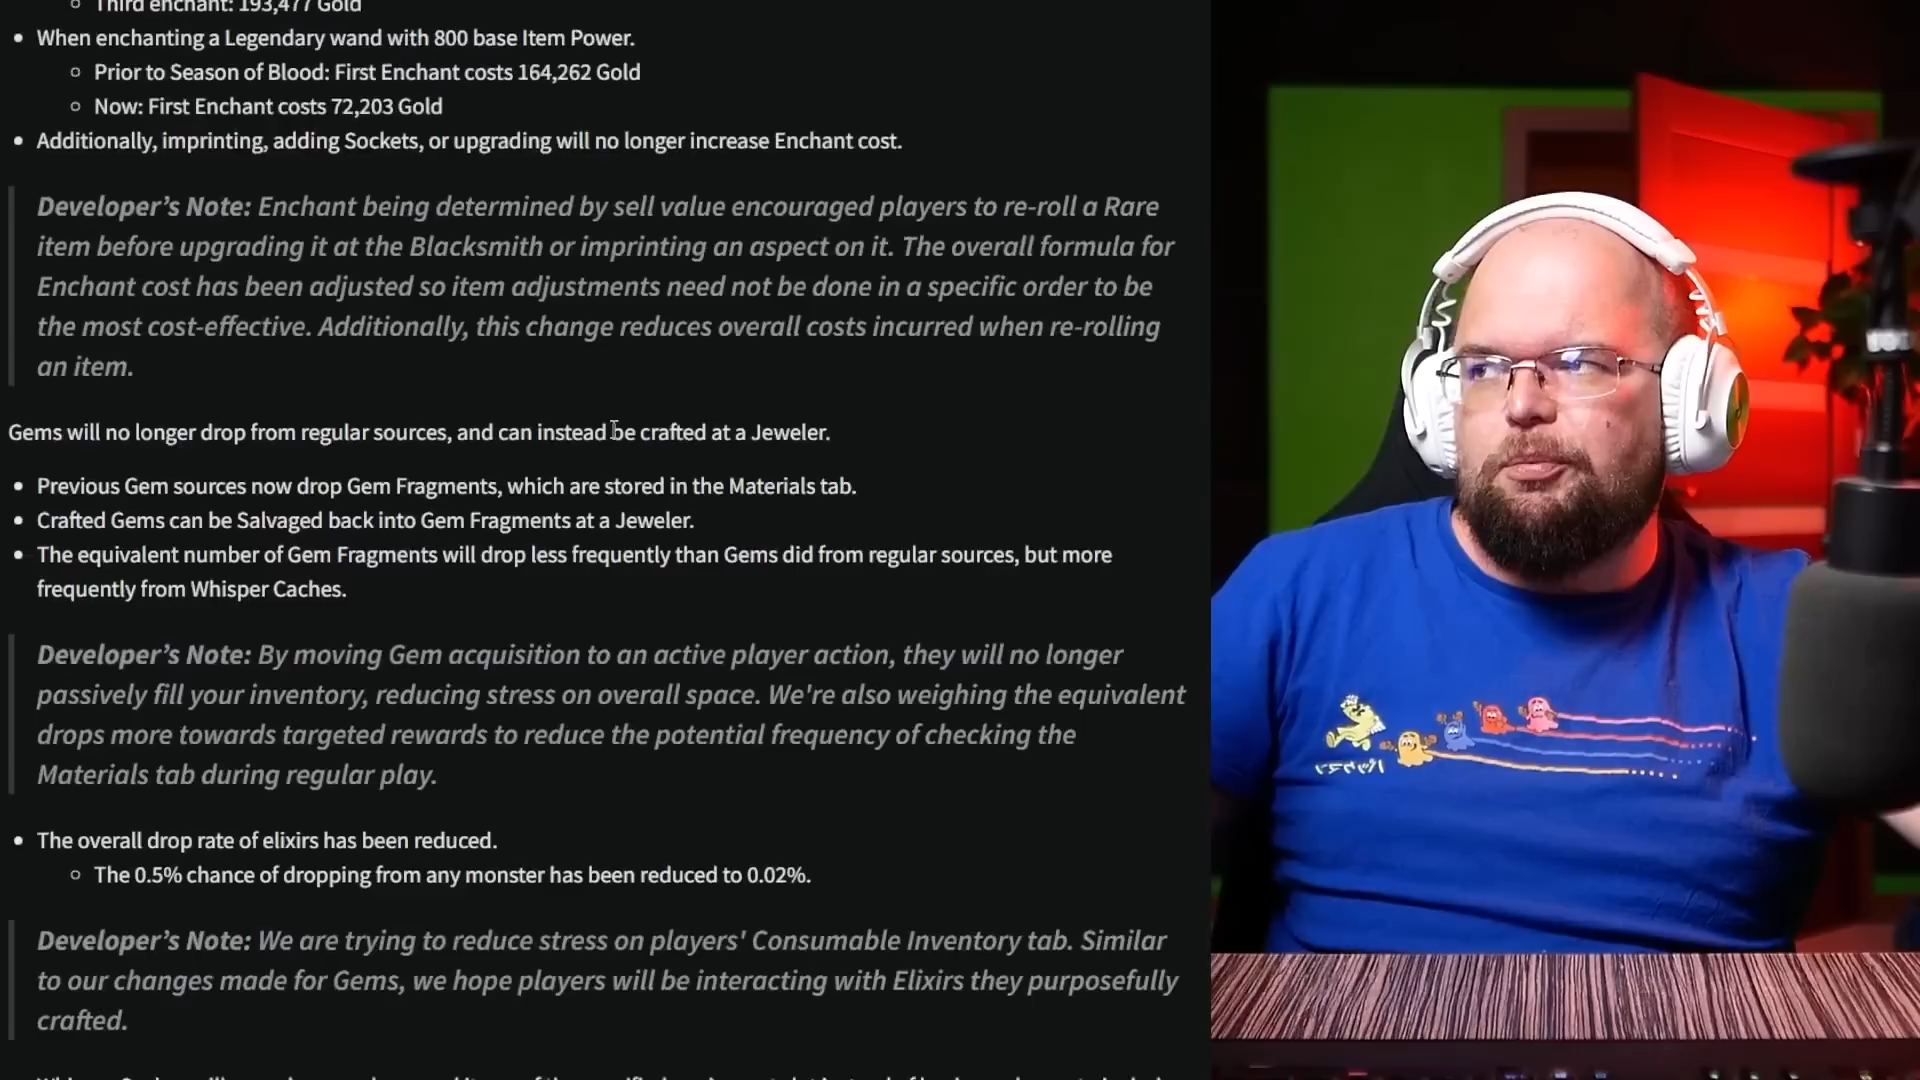 Third enchant: 193,477 Gold
When enchanting a Legendary wand with 800 base Item Power.
Prior to Season of Blood: First Enchant costs 164,262 Gold
Now: First Enchant costs 72,203 Gold
Additionally, imprinting, adding Sockets, or upgrading will no longer increase Enchant cost.
Developer’s Note: Enchant being determined by sell value encouraged players to re-roll a Rare
item before upgrading it at the Blacksmith or imprinting an aspect on it. The overall formula for
Enchant cost has been adjusted so item adjustments need not be done in a specific order to be
the most cost-effective. Additionally, this change reduces overall costs incurred when re-rolling
an item.
Gems will no longer drop from regular sources, and can instead be crafted at a Jeweler.
Previous Gem sources now drop Gem Fragments, which are stored in the Materials tab.
Crafted Gems can be Salvaged back into Gem Fragments at a Jeweler.
The equivalent number of Gem Fragments will drop less frequently than Gems did from regular sources, but more
frequently from Whisper Caches.
Developer’s Note: By moving Gem acquisition to an active player action, they will no longer
passively fill your inventory, reducing stress on overall space. We're also weighing the equivalent
drops more towards targeted rewards to reduce the potential frequency of checking the
Materials tab during regular play.
The overall drop rate of elixirs has been reduced.
The 0.5% chance of dropping from any monster has been reduced to 0.02%.
Developer’s Note: We are trying to reduce stress on players' Consumable Inventory tab. Similar
to our changes made for Gems, we hope players will be interacting with Elixirs they purposefully
crafted.